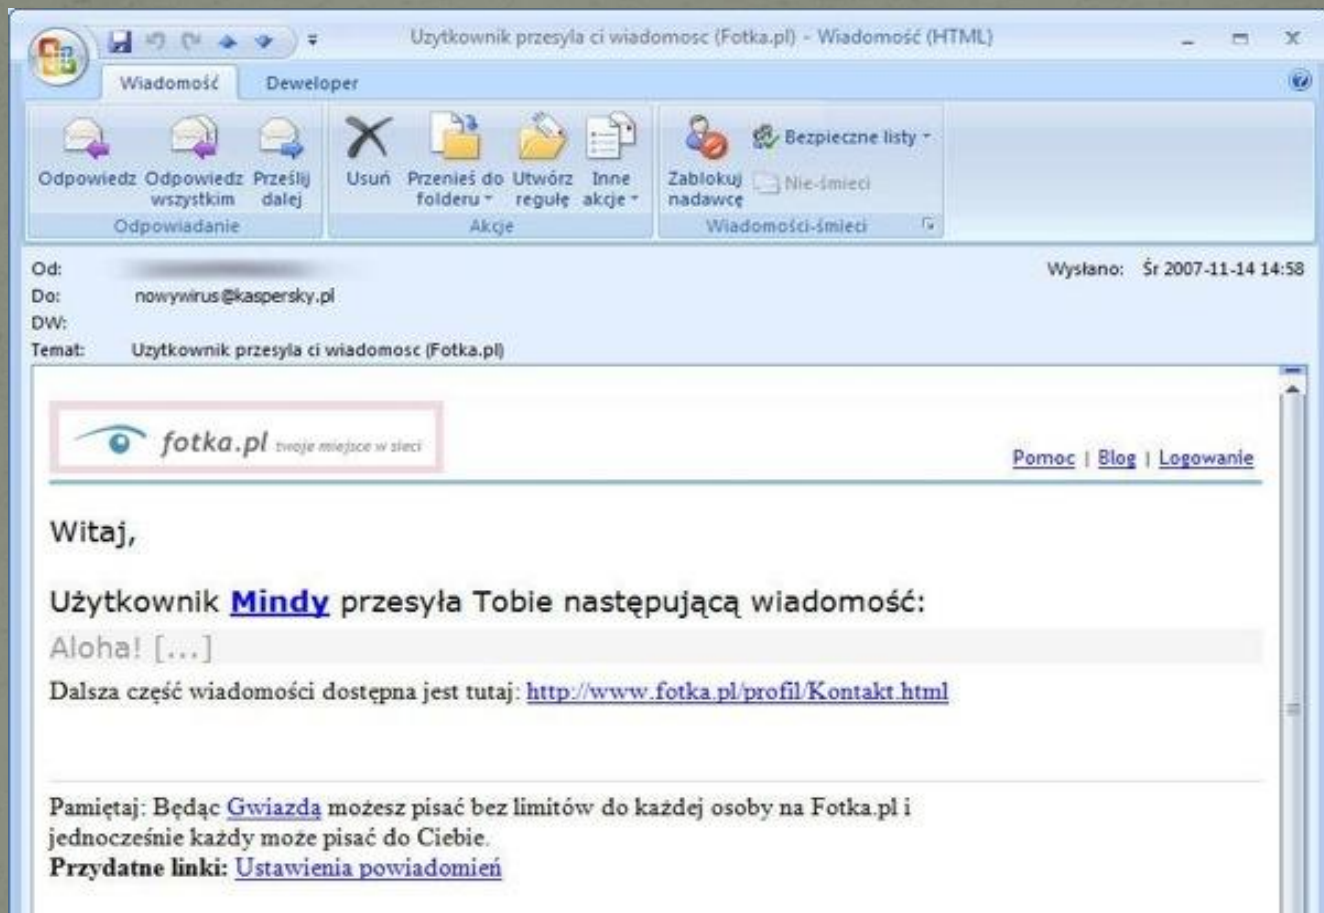 Uzytkownik przesyla ci wiadomosc (Fotka.pl) - Wiadomość (HTML)
Wiadomość Deweloper
Odpowiedz Odpowiedz wszystkim Prześlij dalej
Usuń Przenieś do folderu Utwórz regułę Inne akcje
Zablokuj nadawcę Bezpieczne listy
Nie-śmieci
Odpowiadanie Akcje Wiadomości-śmieci
Od: Wysłano: Śr 2007-11-14 14:58
Do: nowywirus@kaspersky.pl
DW:
Temat: Uzytkownik przesyla ci wiadomosc (Fotka.pl)
fotka.pl twoje miejsce w sieci
Pomoc | Blog | Logowanie
Witaj,
Użytkownik Mindy przesyła Tobie następującą wiadomość:
Aloha! [...]
Dalsza część wiadomości dostępna jest tutaj: http://www.fotka.pl/profil/Kontakt.html
Pamiętaj: Będąc Gwiazdą możesz pisać bez limitów do każdej osoby na Fotka.pl i
jednocześnie każdy może pisać do Ciebie.
Przydatne linki: Ustawienia powiadomień